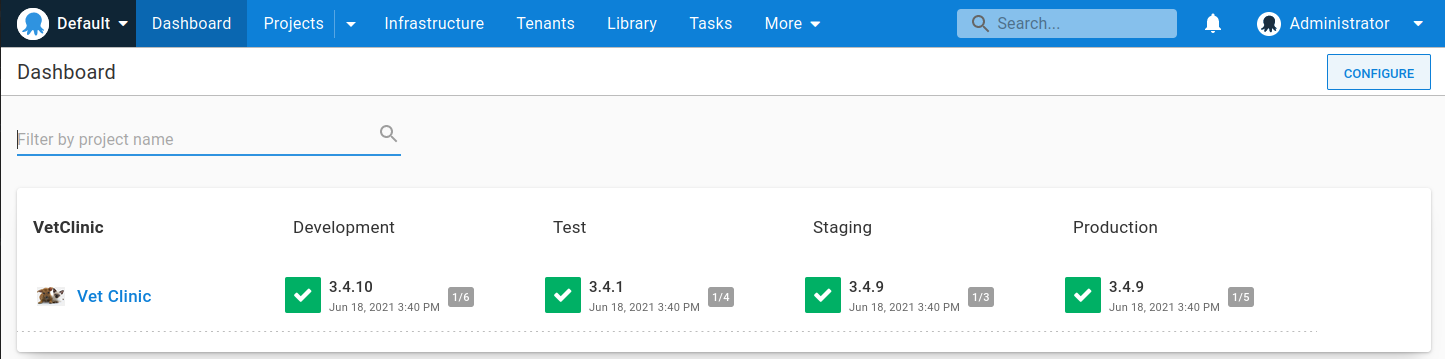 Default Dashboard Projects Infrastructure Tenants Library Tasks More Search... Administrator
Dashboard CONFIGURE
Filter by project name
VetClinic Development Test Staging Production
Vet Clinic 3.4.10 1/6 3.4.1 1/4 3.4.9 1/3 3.4.9 1/5
Jun 18, 2021 3:40 PM Jun 18, 2021 3:40 PM Jun 18, 2021 3:40 PM Jun 18, 2021 3:40 PM